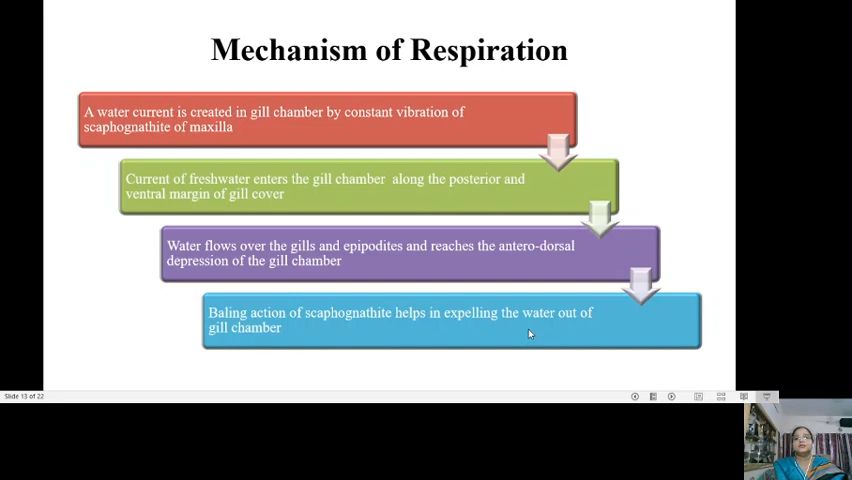 Mechanism of Respiration
A water current is created in gill chamber by constant vibration of
scaphognathite of maxilla
Current of freshwater enters the gill chamber along the posterior and
ventral margin of gill cover
Water flows over the gills and epipodites and reaches the antero-dorsal
depression of the gill chamber
Baling action of scaphognathite helps in expelling the water out of
gill chamber
Slide 13 of 22